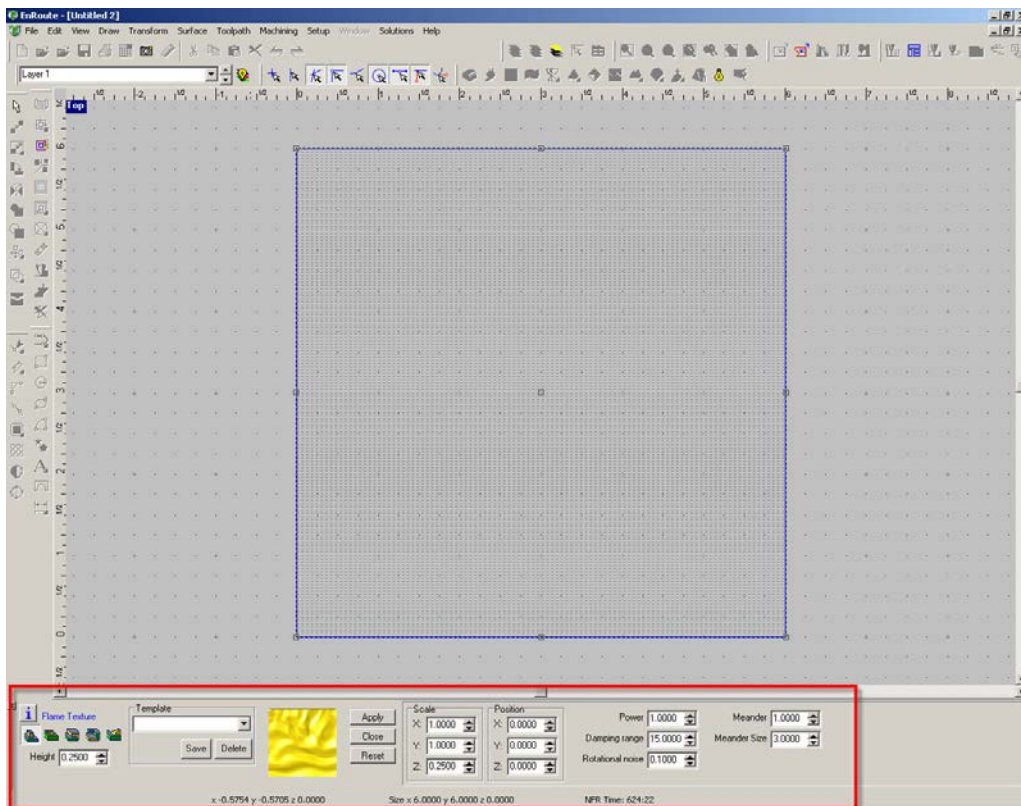 EnRoute - [Untitled 2]
File Edit View Draw Transform Surface Toolpath Machining Setup Window Solutions Help
Layer 1
Top
Flame Texture
Height 0.2500
Template
Save Delete
Apply
Close
Reset
Scale
X: 1.0000
Y: 1.0000
Z: 0.2500
Position
X: 0.0000
Y: 0.0000
Z: 0.0000
Power 1.0000
Damping range 15.0000
Rotational noise 0.1000
Meander 1.0000
Meander Size 3.0000
x -0.5754 y -0.5705 z 0.0000 Size x 6.0000 y 6.0000 z 0.0000 NFR Time: 624:22